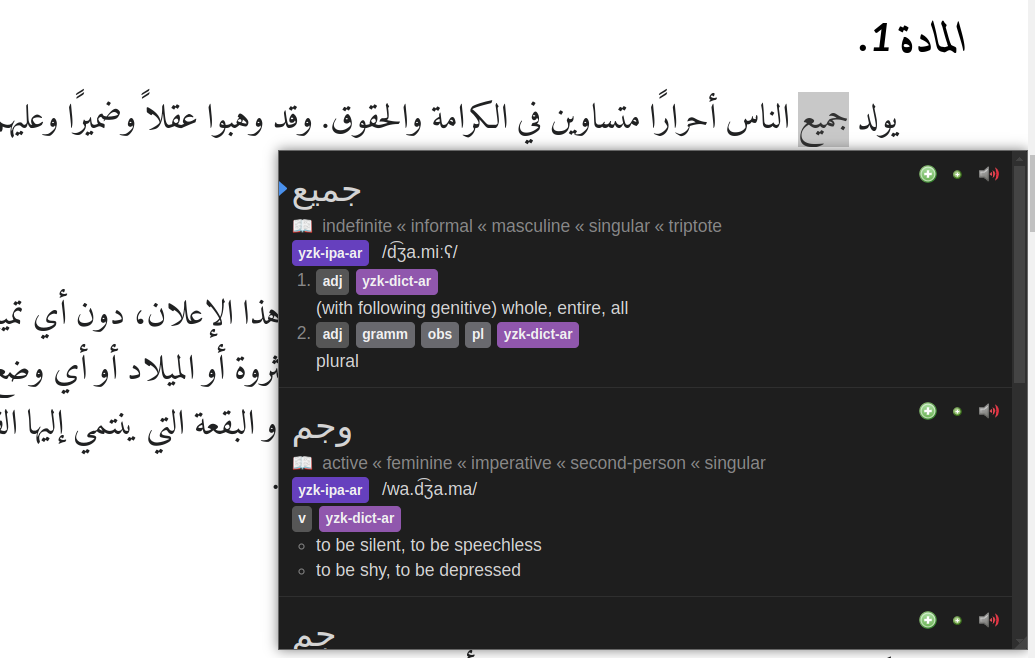 المادة 1.
يولد جميع الناس أحرارًا متساوين في الكرامة والحقوق. وقد وهبوا عقلاً وضميرًا وعليهم
جميع
indefinite « informal « masculine « singular « triptote
yzk-ipa-ar /d͡ʒa.miːʕ/
1. adj yzk-dict-ar
(with following genitive) whole, entire, all
2. adj gramm obs pl yzk-dict-ar
plural
هذا الإعلان، دون أي
ثروة أو الميلاد أو أي وضع
و البقعة التي ينتمي إليها
.
وجم
active « feminine « imperative « second-person « singular
yzk-ipa-ar /wa.d͡ʒa.ma/
v yzk-dict-ar
to be silent, to be speechless
to be shy, to be depressed
جم